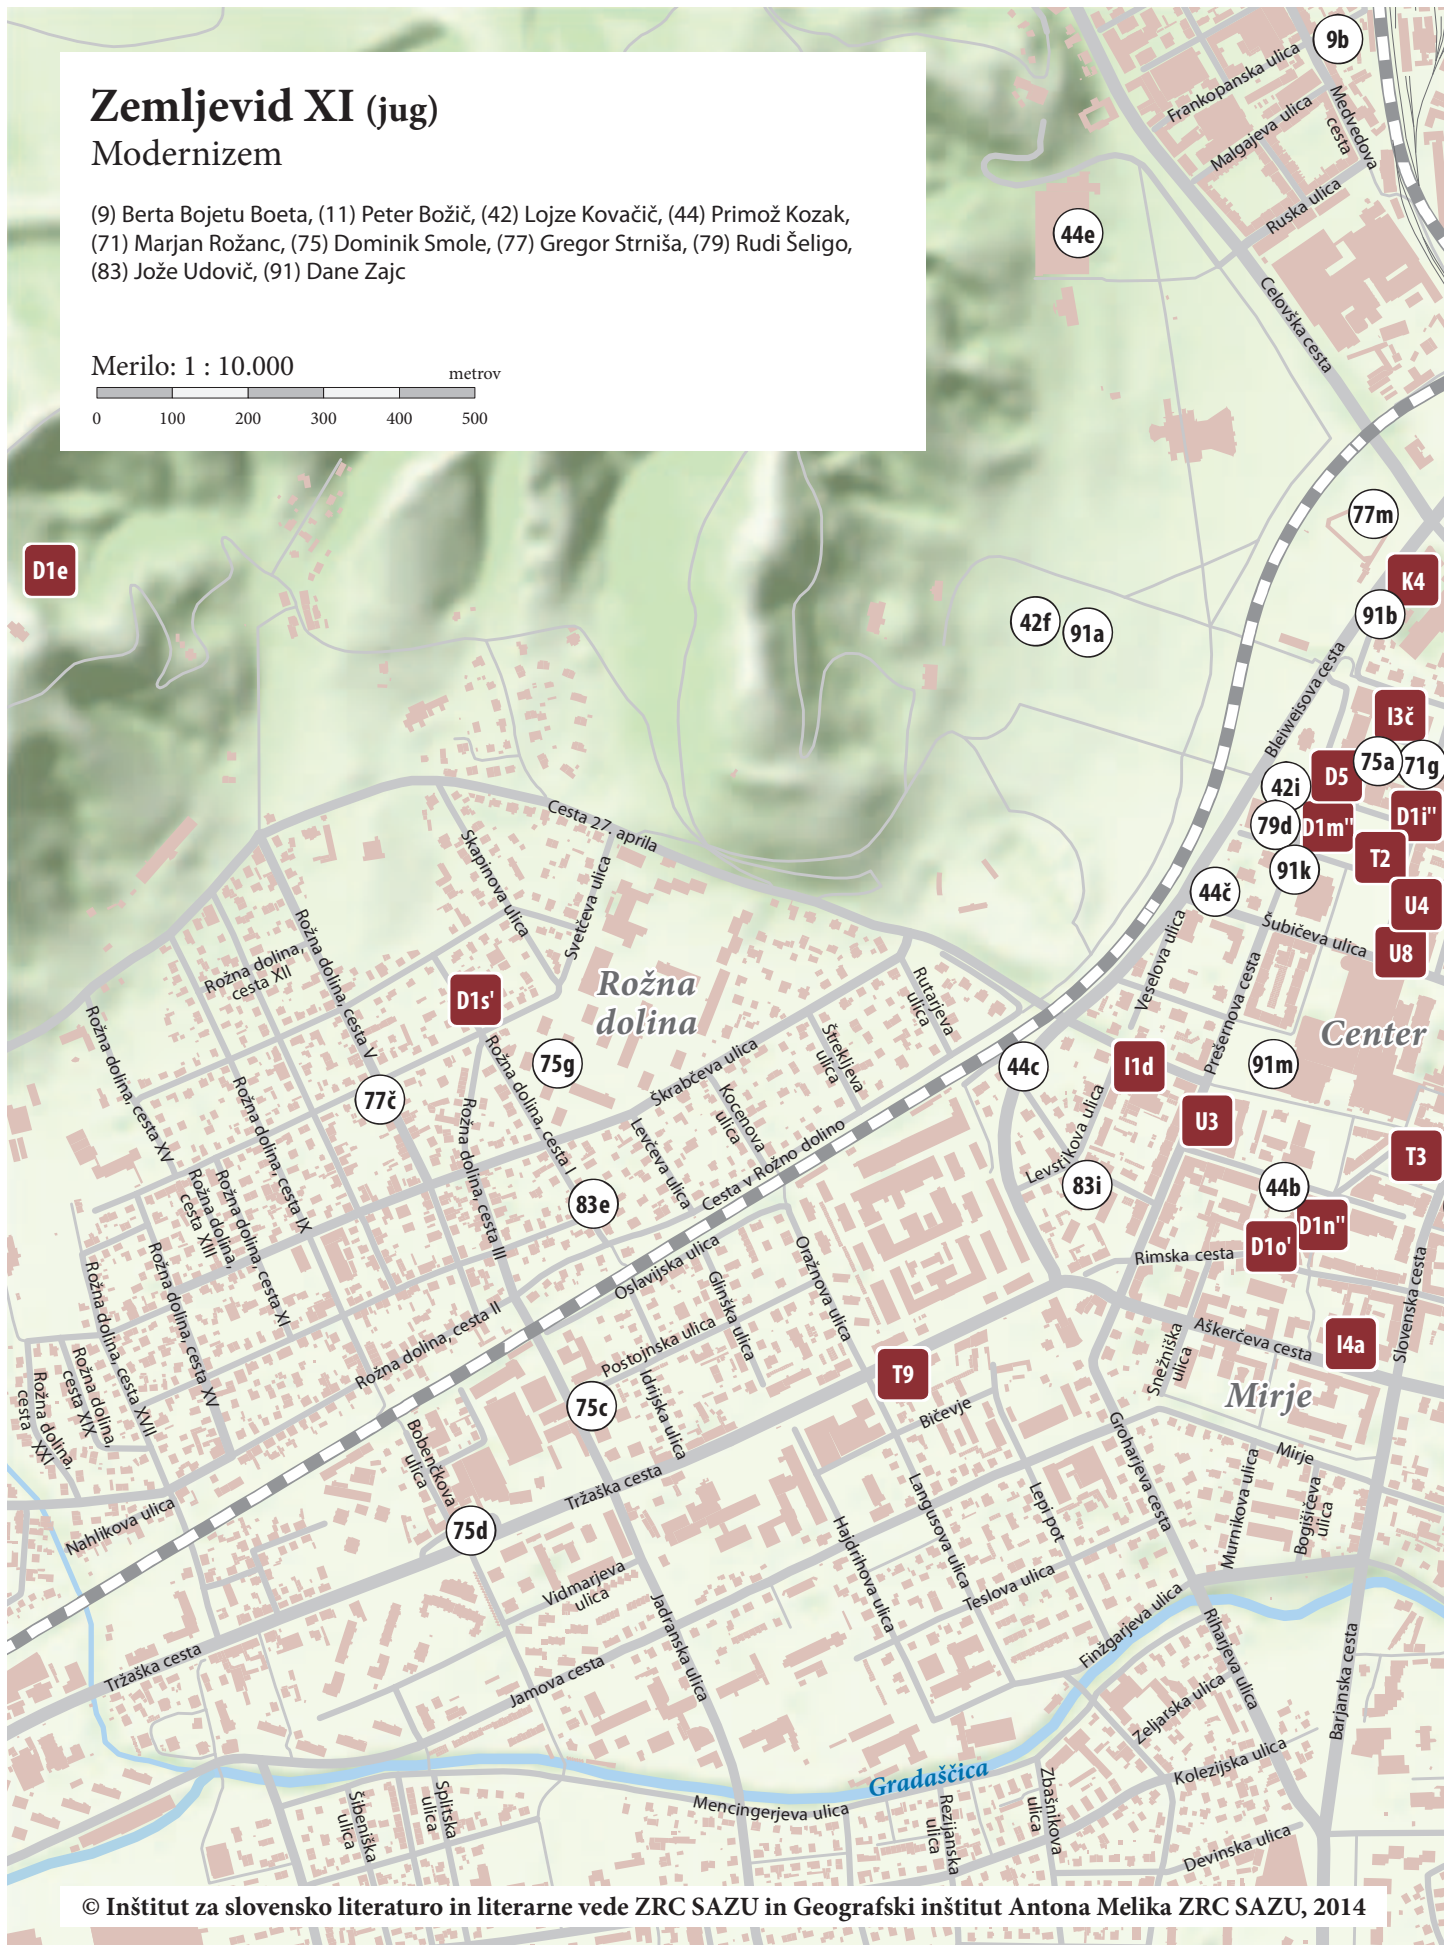 Zemljevid XI (jug)
Modernizem
(9) Berta Bojetu Boeta, (11) Peter Božič, (42) Lojze Kovačič, (44) Primož Kozak,
(71) Marjan Rožanc, (75) Dominik Smole, (77) Gregor Strniša, (79) Rudi Šeligo,
(83) Jože Udovič, (91) Dane Zajc
Merilo: 1 : 10.000
metrov
0 100 200 300 400 500
9b
Frankopanska ulica
Medvedova
cesta
Malgajeva ulica
Ruska ulica
44e
Celovška cesta
77m
D1e
K4
91b
42f
91a
Bleiweisova cesta
I3č
75a
71g
D5
42i
79d
D1m"
D1i"
T2
91k
44č
U4
Šubičeva ulica
U8
Veselova ulica
Prešernova cesta
Center
Cesta 27. aprila
Skapinova ulica
Svetčeva ulica
Rožna dolina,
cesta XII
Rožna dolina, cesta V
D1s'
Rožna
dolina
Rutarjeva
ulica
Štrekljeva
ulica
Rožna dolina, cesta XV
75g
Rožna dolina, cesta I
Škrabčeva ulica
44c
I1d
91m
77č
Rožna dolina, cesta IX
Rožna dolina, cesta III
Kocenova
ulica
Levčeva ulica
Cesta v Rožno dolino
Levstikova ulica
U3
T3
83i
44b
D1n"
D1o'
83e
Rožna dolina,
cesta XIII
Rožna dolina, cesta XI
Oslavijska ulica
Oražnova ulica
Rimska cesta
Slovenska cesta
Rožna dolina, cesta XVII
Rožna dolina, cesta XV
Glinška ulica
Rožna dolina, cesta II
Postojnska ulica
Aškerčeva cesta
I4a
Snežniška
ulica
Mirje
T9
Rožna dolina,
cesta XIX
Rožna dolina,
cesta XXI
75c
Idrijska ulica
Bičevje
Bobenčkova
ulica
Groharjeva cesta
Mirje
Murnikova ulica
Bogišičeva
ulica
Tržaška cesta
Langusova ulica
Lepi pot
Nahlikova ulica
75d
Hajdrihova ulica
Vidmarjeva
ulica
Teslova ulica
Jadranska ulica
Finžgarjeva ulica
Riharjeva ulica
Tržaška cesta
Jamova cesta
Barjanska cesta
Zeljarska ulica
Kolezijska ulica
Gradaščica
Šibeniška
ulica
Splitska
ulica
Mencingerjeva ulica
Rezijanska
ulica
Zbašnikova
ulica
Devinska ulica
© Inštitut za slovensko literaturo in literarne vede ZRC SAZU in Geografski inštitut Antona Melika ZRC SAZU, 2014